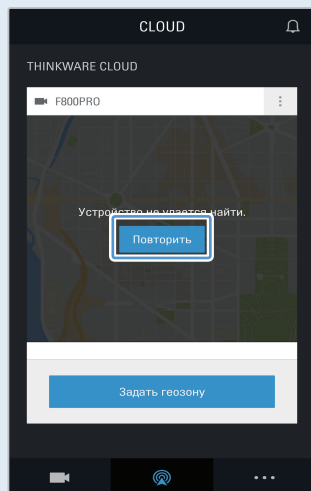 CLOUD
THINKWARE CLOUD
F800PRO
Устройство не удается найти.
Повторить
Задать геозону